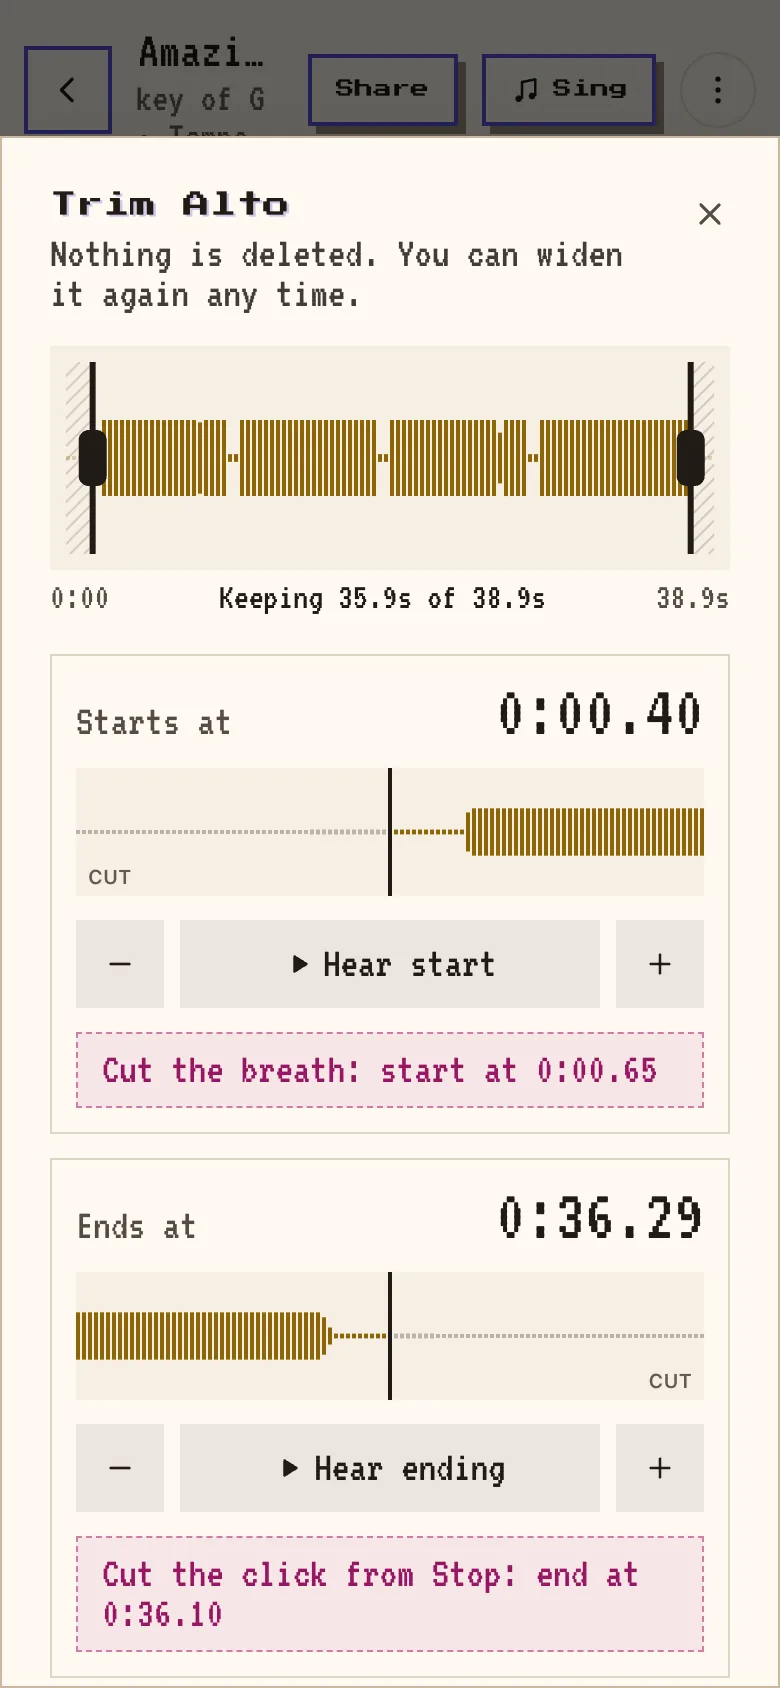 Amazi…
key of G
Share
Sing
Trim Alto
Nothing is deleted. You can widen
it again any time.
0:00
Keeping 35.9s of 38.9s
38.9s
Starts at
0:00.40
CUT
− Hear start +
Cut the breath: start at 0:00.65
Ends at
0:36.29
CUT
− Hear ending +
Cut the click from Stop: end at
0:36.10